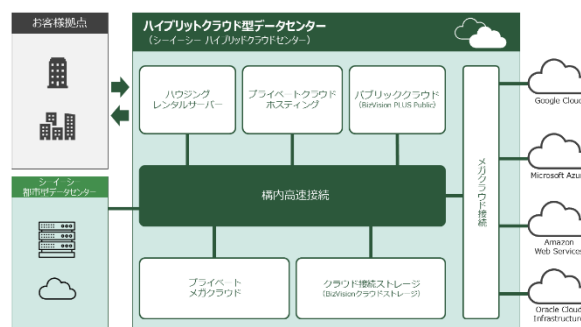 お客様拠点
ハイブリットクラウド型データセンター
(シーイーシー ハイブリッドクラウドセンター)
ハウジング
レンタルサーバー
プライベートクラウド
ホスティング
パブリッククラウド
(BizVision PLUS Public)
メガクラウド接続
Google Cloud
シーイーシー
都市型データセンター
構内高速接続
Microsoft Azu
Amazon
Web Services
プライベート
メガクラウド
クラウド接続ストレージ
(BizVisionクラウドストレージ)
Oracle Cloud
Infrastructure